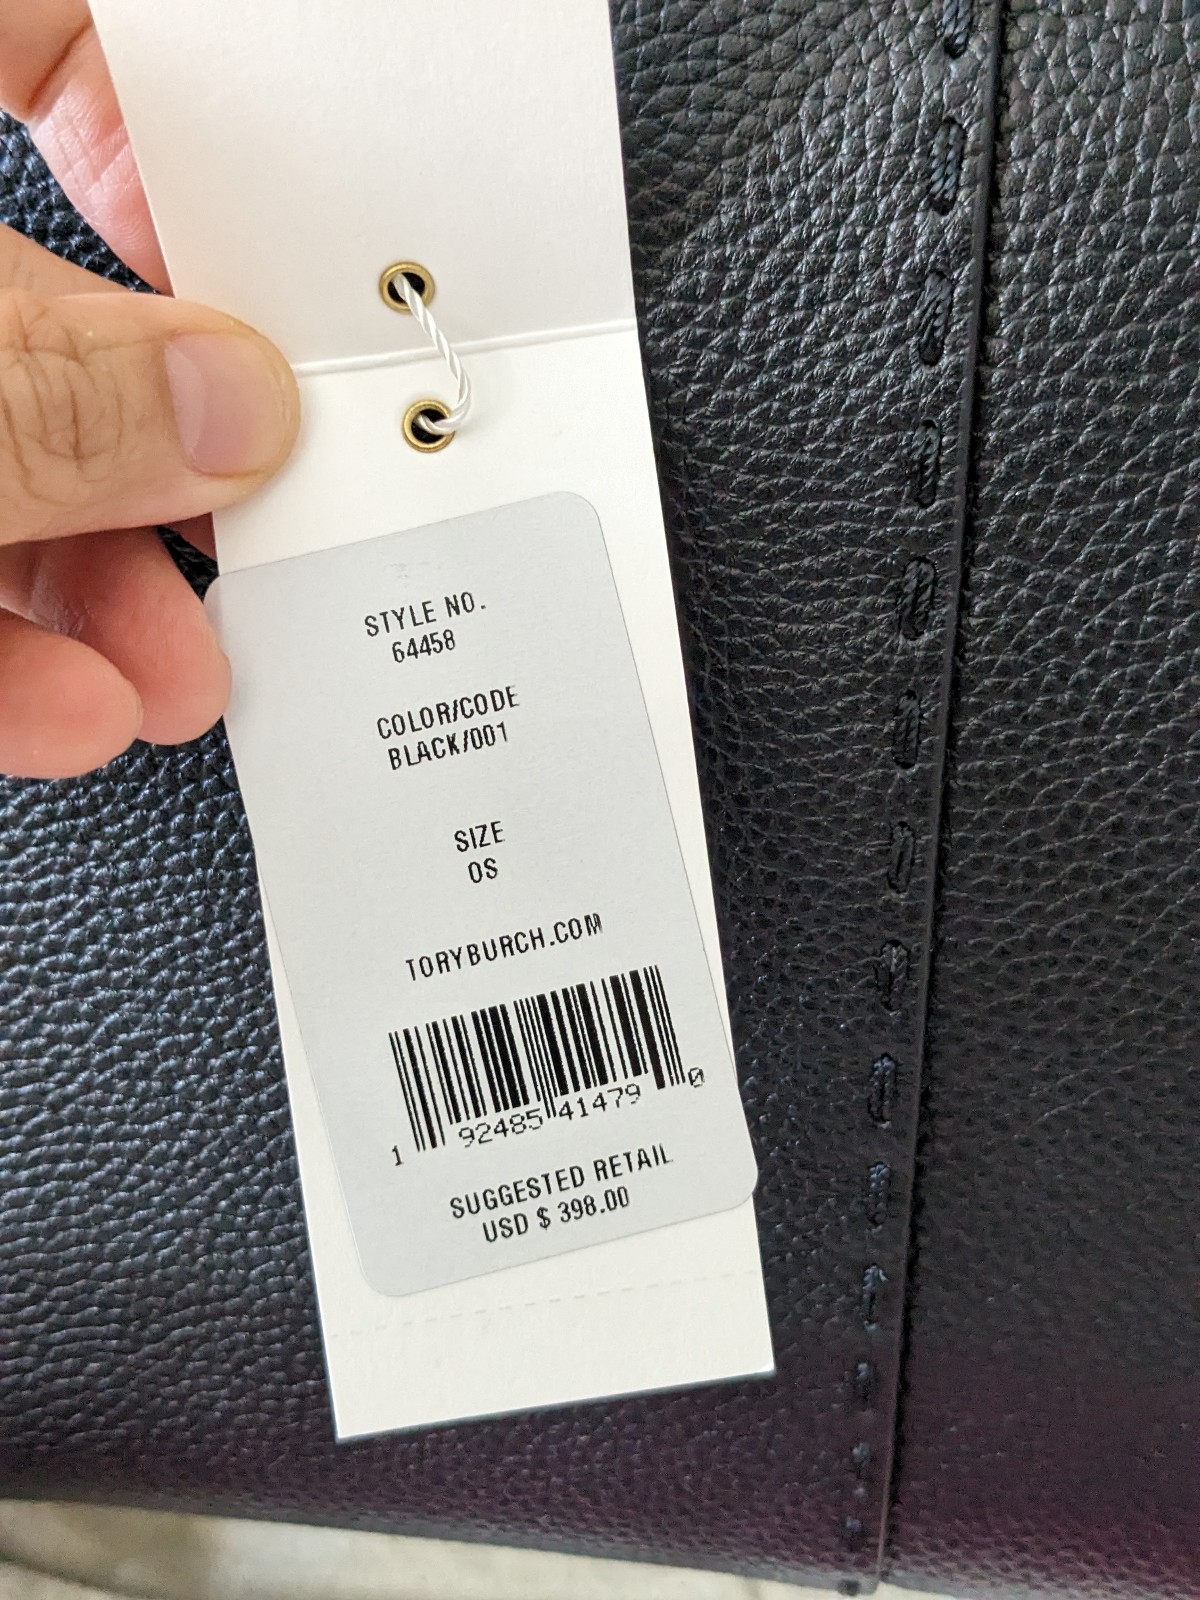 STYLE NO.
64458
COLOR/CODE
BLACK/001
SIZE
OS
TORYBURCH.COM
1 92485 41479 0
SUGGESTED RETAIL
USD $ 398.00